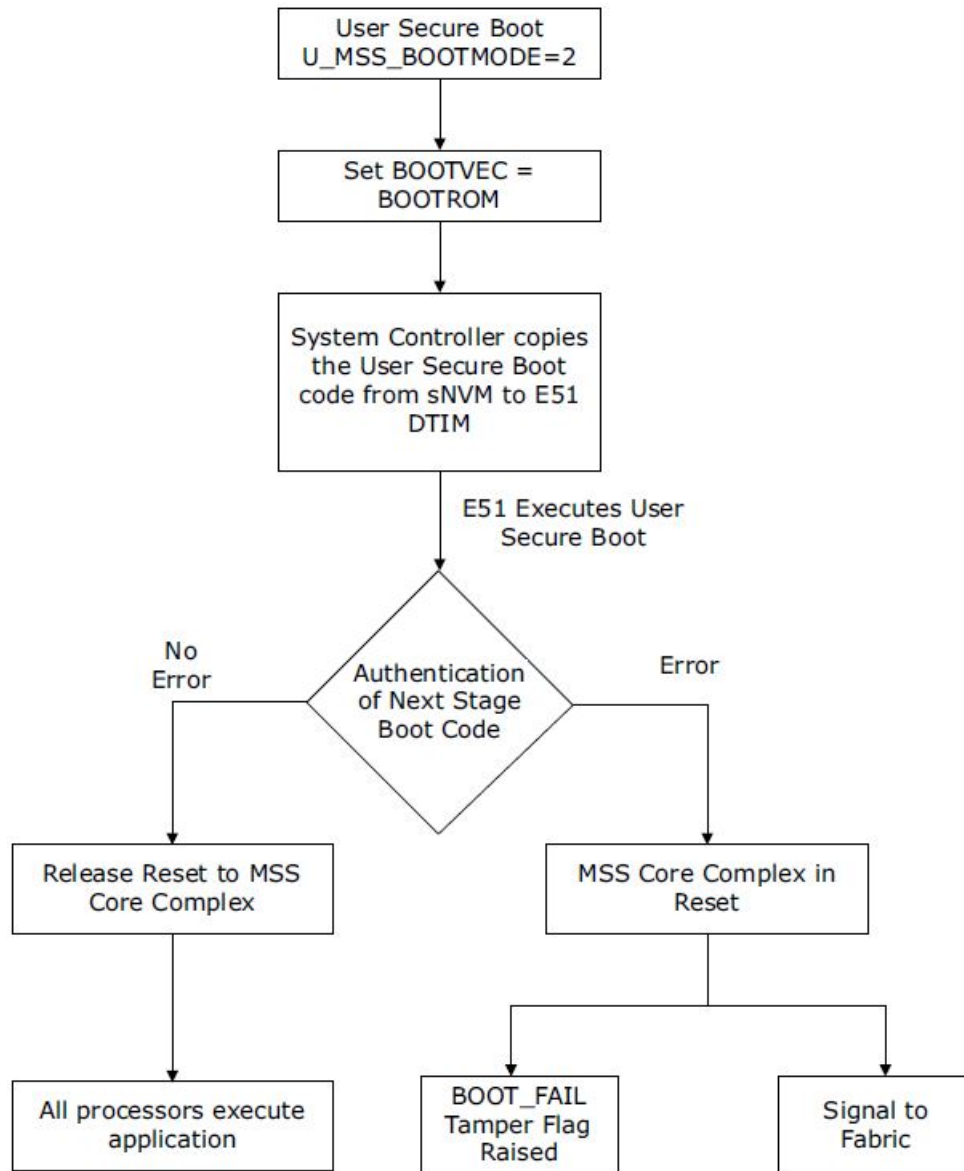 User Secure Boot
U_MSS_BOOTMODE=2
Set BOOTVEC =
BOOTROM
System Controller copies
the User Secure Boot
code from sNVM to E51
DTIM
E51 Executes User
Secure Boot
No
Error
Error
Authentication
of Next Stage
Boot Code
Release Reset to MSS
Core Complex
MSS Core Complex in
Reset
All processors execute
application
BOOT_FAIL
Tamper Flag
Raised
Signal to
Fabric